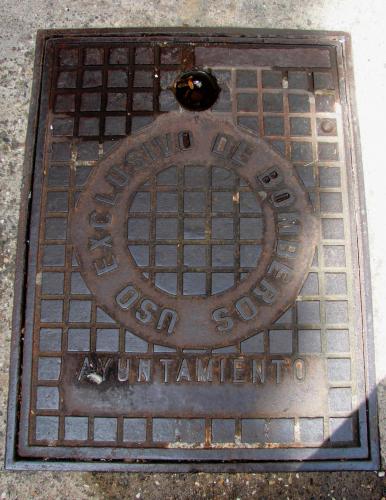 USO EXCLUSIVO DE BOMBEROS
AYUNTAMIENTO